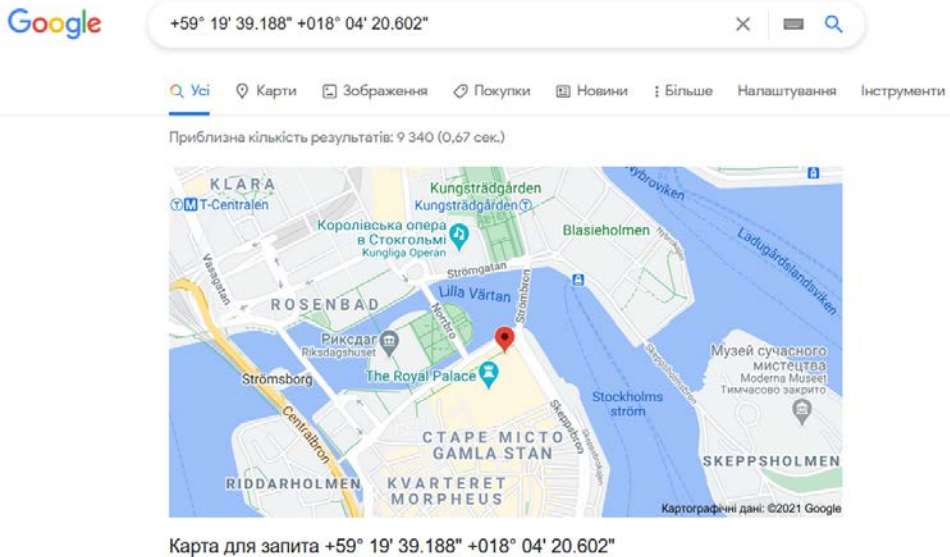 Google
+59° 19' 39.188" +018° 04' 20.602"
Усі Карти Зображення Покупки Новини Більше Налаштування Інструменти
Приблизна кількість результатів: 9 340 (0,67 сек.)
KLARA
T M T-Centralen
Kungsträdgården
Kungsträdgården T
Nybroviken
Королівська опера
в Стокгольмі
Kungliga Operan
Blasieholmen
Nybrokajen
Ladugårdslandsviken
Vasagatan
Strömgatan
Strömbron
ROSENBAD
Lilla Värtan
Norrbro
Риксдаг
Riksdagshuset
Музей сучасного
мистецтва
Moderna Museet
Тимчасово закрито
Strömsborg
The Royal Palace
Skeppsholmsbron
Stockholms
ström
Centralbron
Skeppsbron
Skeppsbrokajen
СТАРЕ МІСТО
GAMLA STAN
SKEPPSHOLMEN
RIDDARHOLMEN
KVARTERET
MORPHEUS
Картографічні дані: ©2021 Google
Карта для запита +59° 19' 39.188" +018° 04' 20.602"